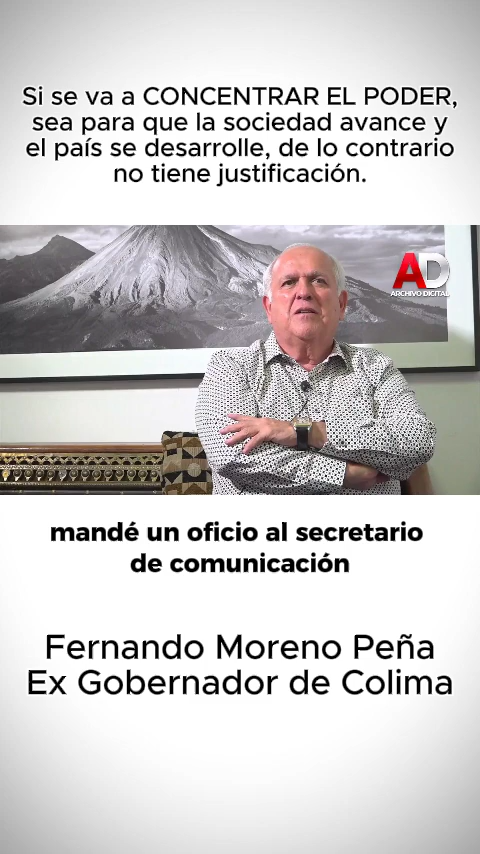 Si se va a CONCENTRAR EL PODER,
sea para que la sociedad avance y
el país se desarrolle, de lo contrario
no tiene justificación.
AD
ARCHIVO DIGITAL
mandé un oficio al secretario
de comunicación
Fernando Moreno Peña
Ex Gobernador de Colima